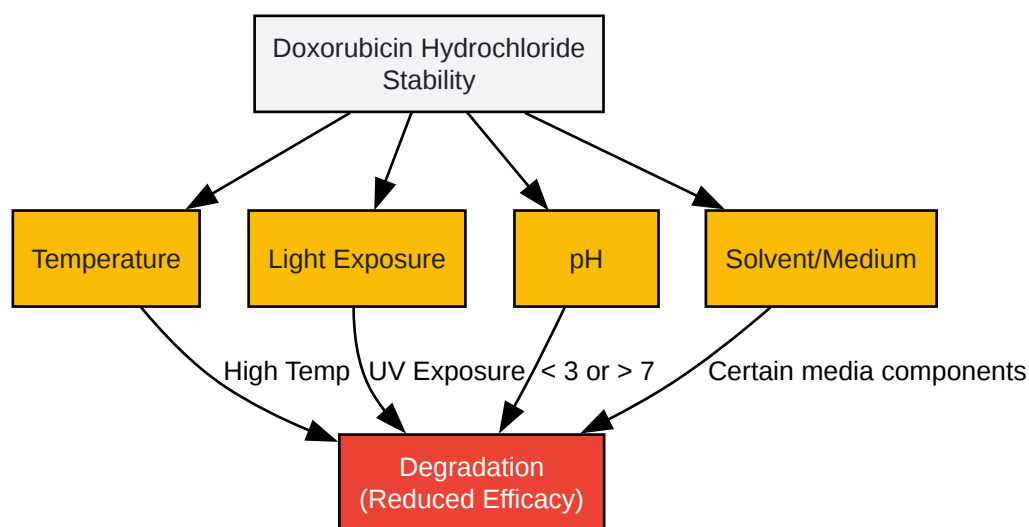 Doxorubicin Hydrochloride
Stability
Temperature
Light Exposure
pH
Solvent/Medium
High Temp
UV Exposure
< 3 or > 7
Certain media components
Degradation
(Reduced Efficacy)